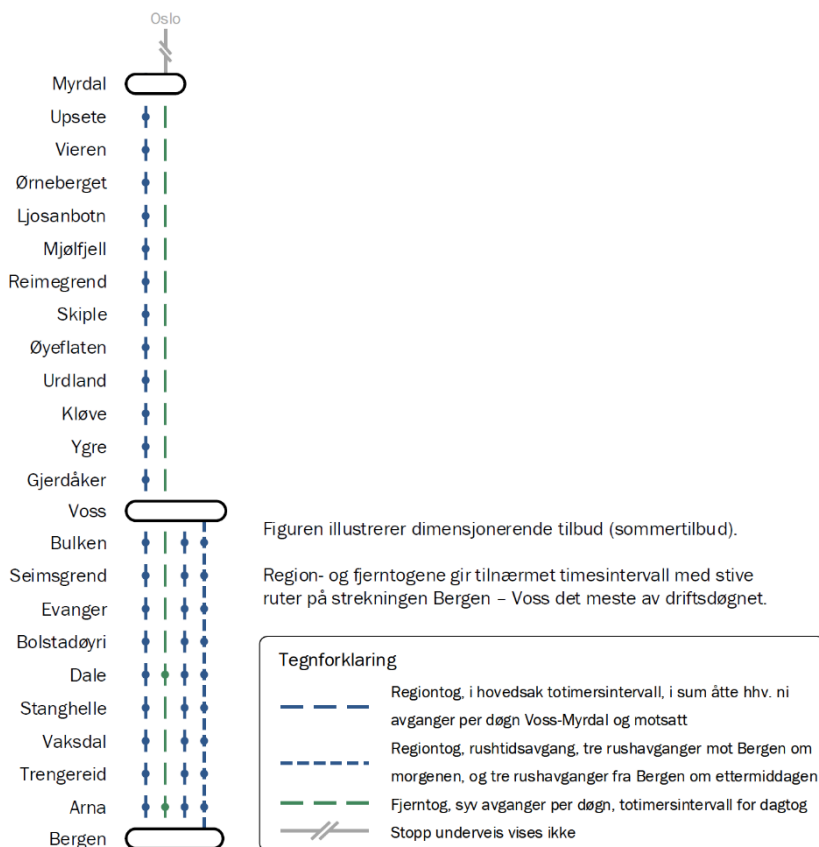 Oslo
Myrdal
Upsete
Vieren
Ørneberget
Ljosanbotn
Mjølfjell
Reimegrend
Skiple
Øyeflaten
Urdland
Kløve
Ygre
Gjerdåker
Voss
Bulken
Seimsgrend
Evanger
Bolstadøyri
Dale
Stanghelle
Vaksdal
Trengereid
Arna
Bergen
Figuren illustrerer dimensjonerende tilbud (sommertilbud).
Region- og fjerntogene gir tilnærmet timesintervall med stive
ruter på strekningen Bergen – Voss det meste av driftsdøgnet.
Tegnforklaring
Regiontog, i hovedsak totimersintervall, i sum åtte hhv. ni
avganger per døgn Voss-Myrdal og motsatt
Regiontog, rushtidsavgang, tre rushavganger mot Bergen om
morgenen, og tre rushavganger fra Bergen om ettermiddagen
Fjerntog, syv avganger per døgn, totimersintervall for dagtog
Stopp underveis vises ikke